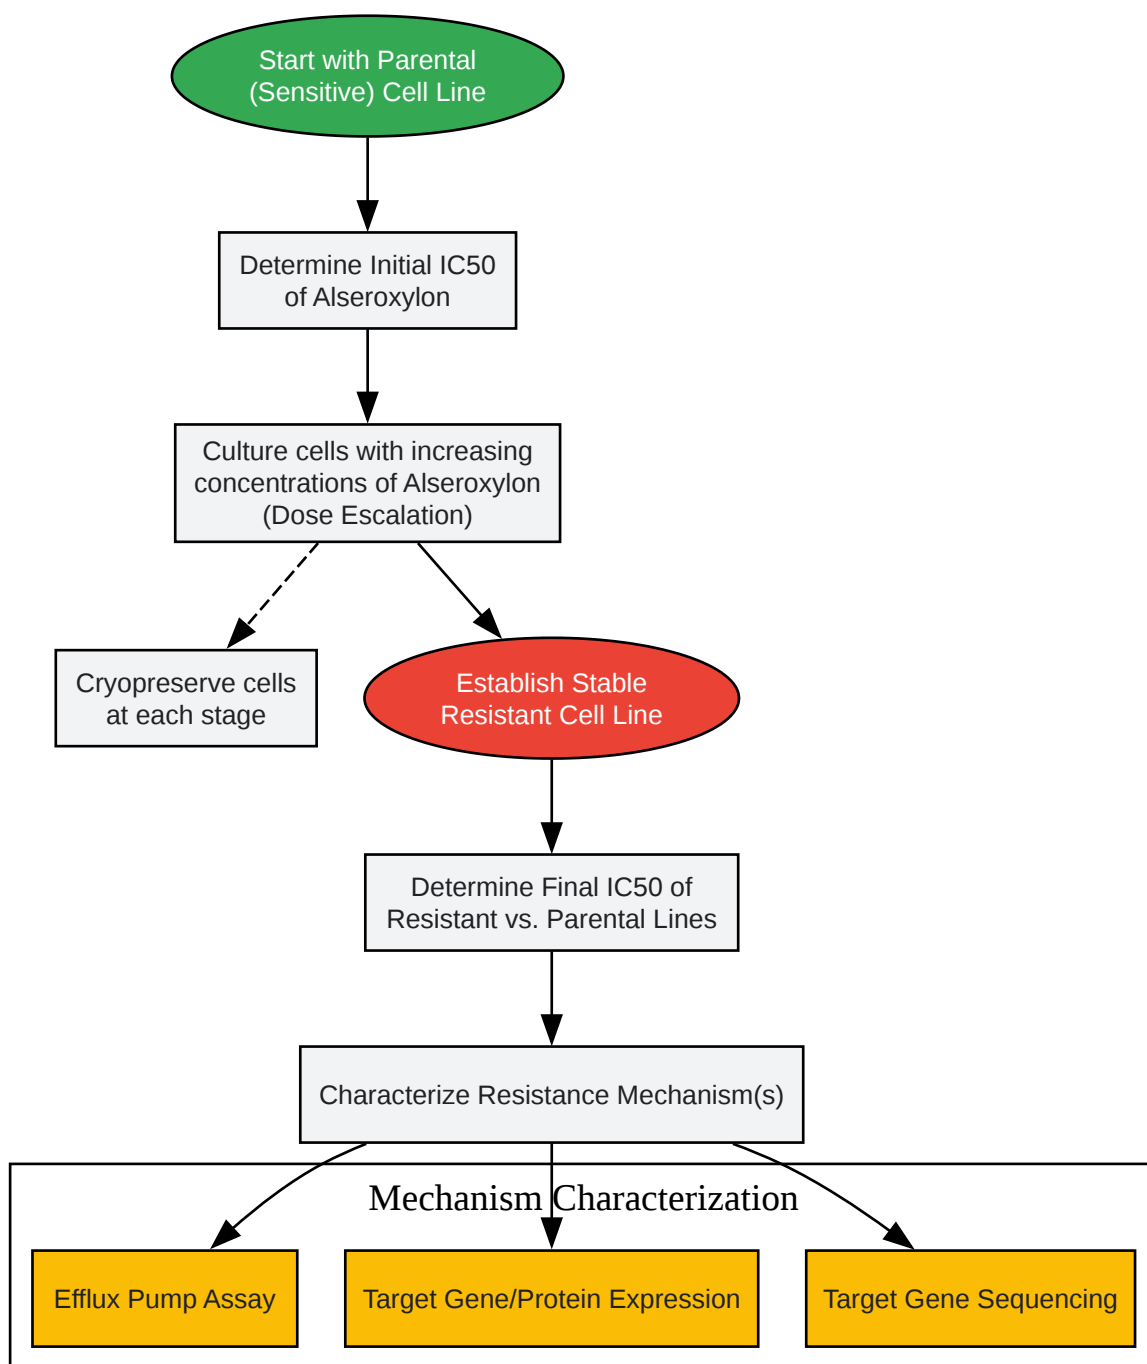 Start with Parental
(Sensitive) Cell Line
Determine Initial IC50
of Alseroxylon
Culture cells with increasing
concentrations of Alseroxylon
(Dose Escalation)
Cryopreserve cells
at each stage
Establish Stable
Resistant Cell Line
Determine Final IC50 of
Resistant vs. Parental Lines
Characterize Resistance Mechanism(s)
Mechanism Characterization
Efflux Pump Assay
Target Gene/Protein Expression
Target Gene Sequencing